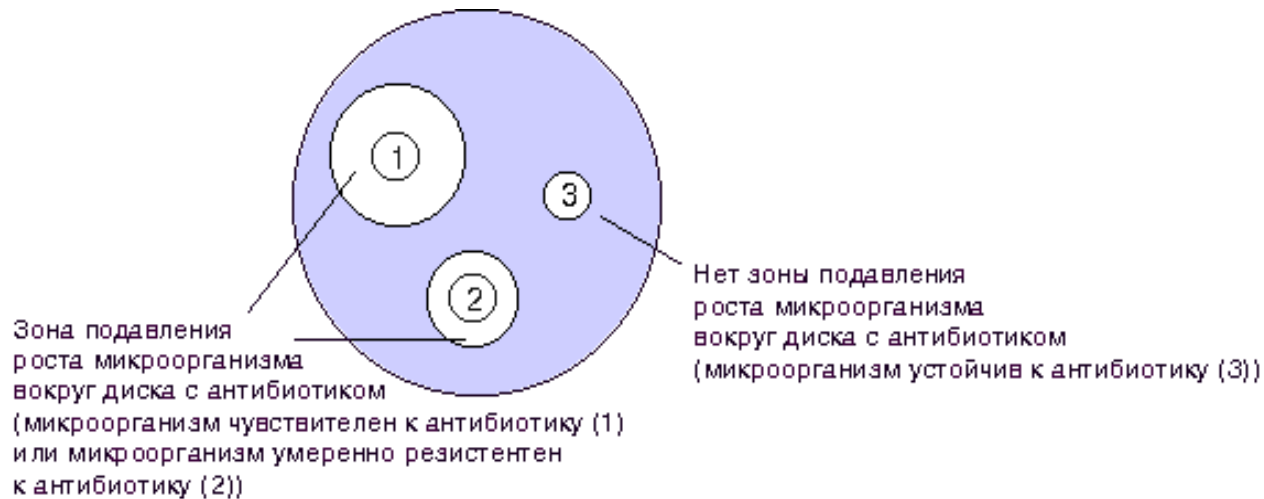 1
3
2
Нет зоны подавления
роста микроорганизма
вокруг диска с антибиотиком
(микроорганизм устойчив к антибиотику (3))
Зона подавления
роста микроорганизма
вокруг диска с антибиотиком
(микроорганизм чувствителен к антибиотику (1)
или микроорганизм умеренно резистентен
к антибиотику (2))